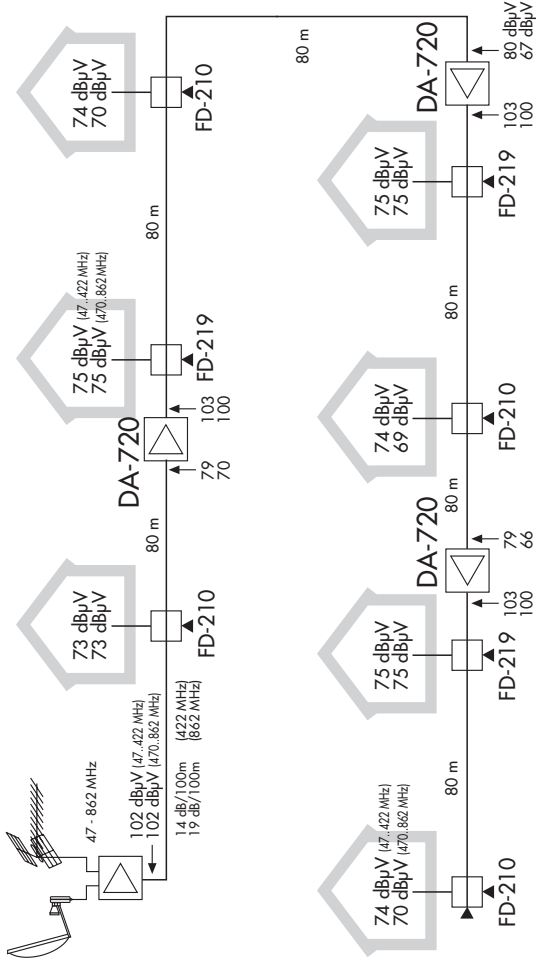 47 - 862 MHz
102 dBµV (47..422 MHz)
102 dBµV (470..862 MHz)
14 dB/100m (422 MHz)
19 dB/100m (862 MHz)
73 dBµV
73 dBµV
FD-210
80 m
79
70
DA-720
103
100
75 dBµV (47..422 MHz)
75 dBµV (470..862 MHz)
FD-219
80 m
74 dBµV
70 dBµV
FD-210
80 m
74 dBµV (47..422 MHz)
70 dBµV (470..862 MHz)
FD-210
80 m
75 dBµV
75 dBµV
FD-219
103
100
DA-720
79
66
80 m
74 dBµV
69 dBµV
FD-210
80 m
75 dBµV
75 dBµV
FD-219
103
100
DA-720
80 dBµV
67 dBµV